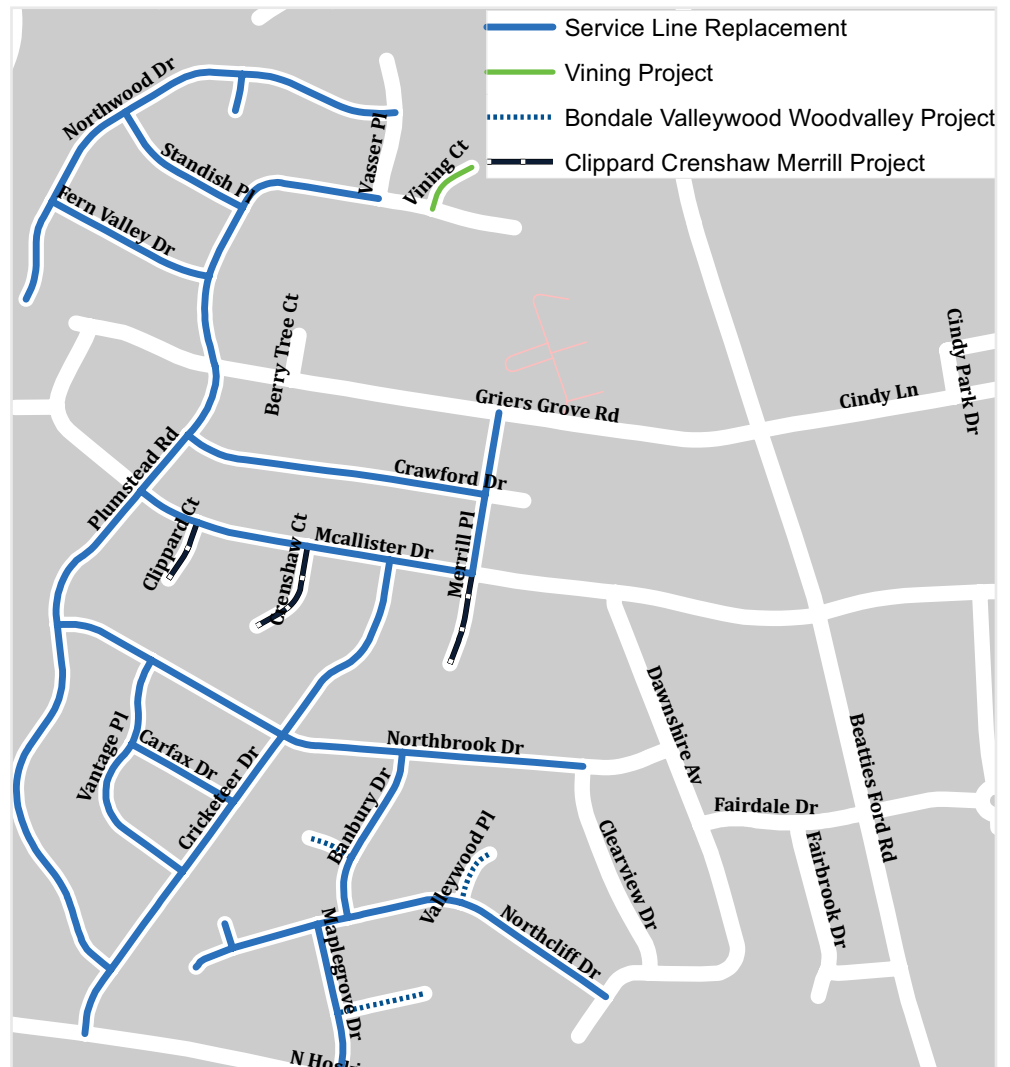 Service Line Replacement
Vining Project
Bondale Valleywood Woodvalley Project
Clippard Crenshaw Merrill Project
Northwood Dr
Standish Pl
Vasser Pl
Vining Ct
Fern Valley Dr
Berry Tree Ct
Griers Grove Rd
Cindy Ln
Cindy Park Dr
Plumstead Rd
Crawford Dr
Clippard Ct
Crenshaw Ct
Mcallister Dr
Merrill Pl
Dawnshire Av
Beatties Ford Rd
Vantage Pl
Carfax Dr
Cricketeer Dr
Northbrook Dr
Banbury Dr
Valleywood Pl
Clearview Dr
Fairdale Dr
Fairbrook Dr
Maplegrove Dr
Northcliff Dr
N